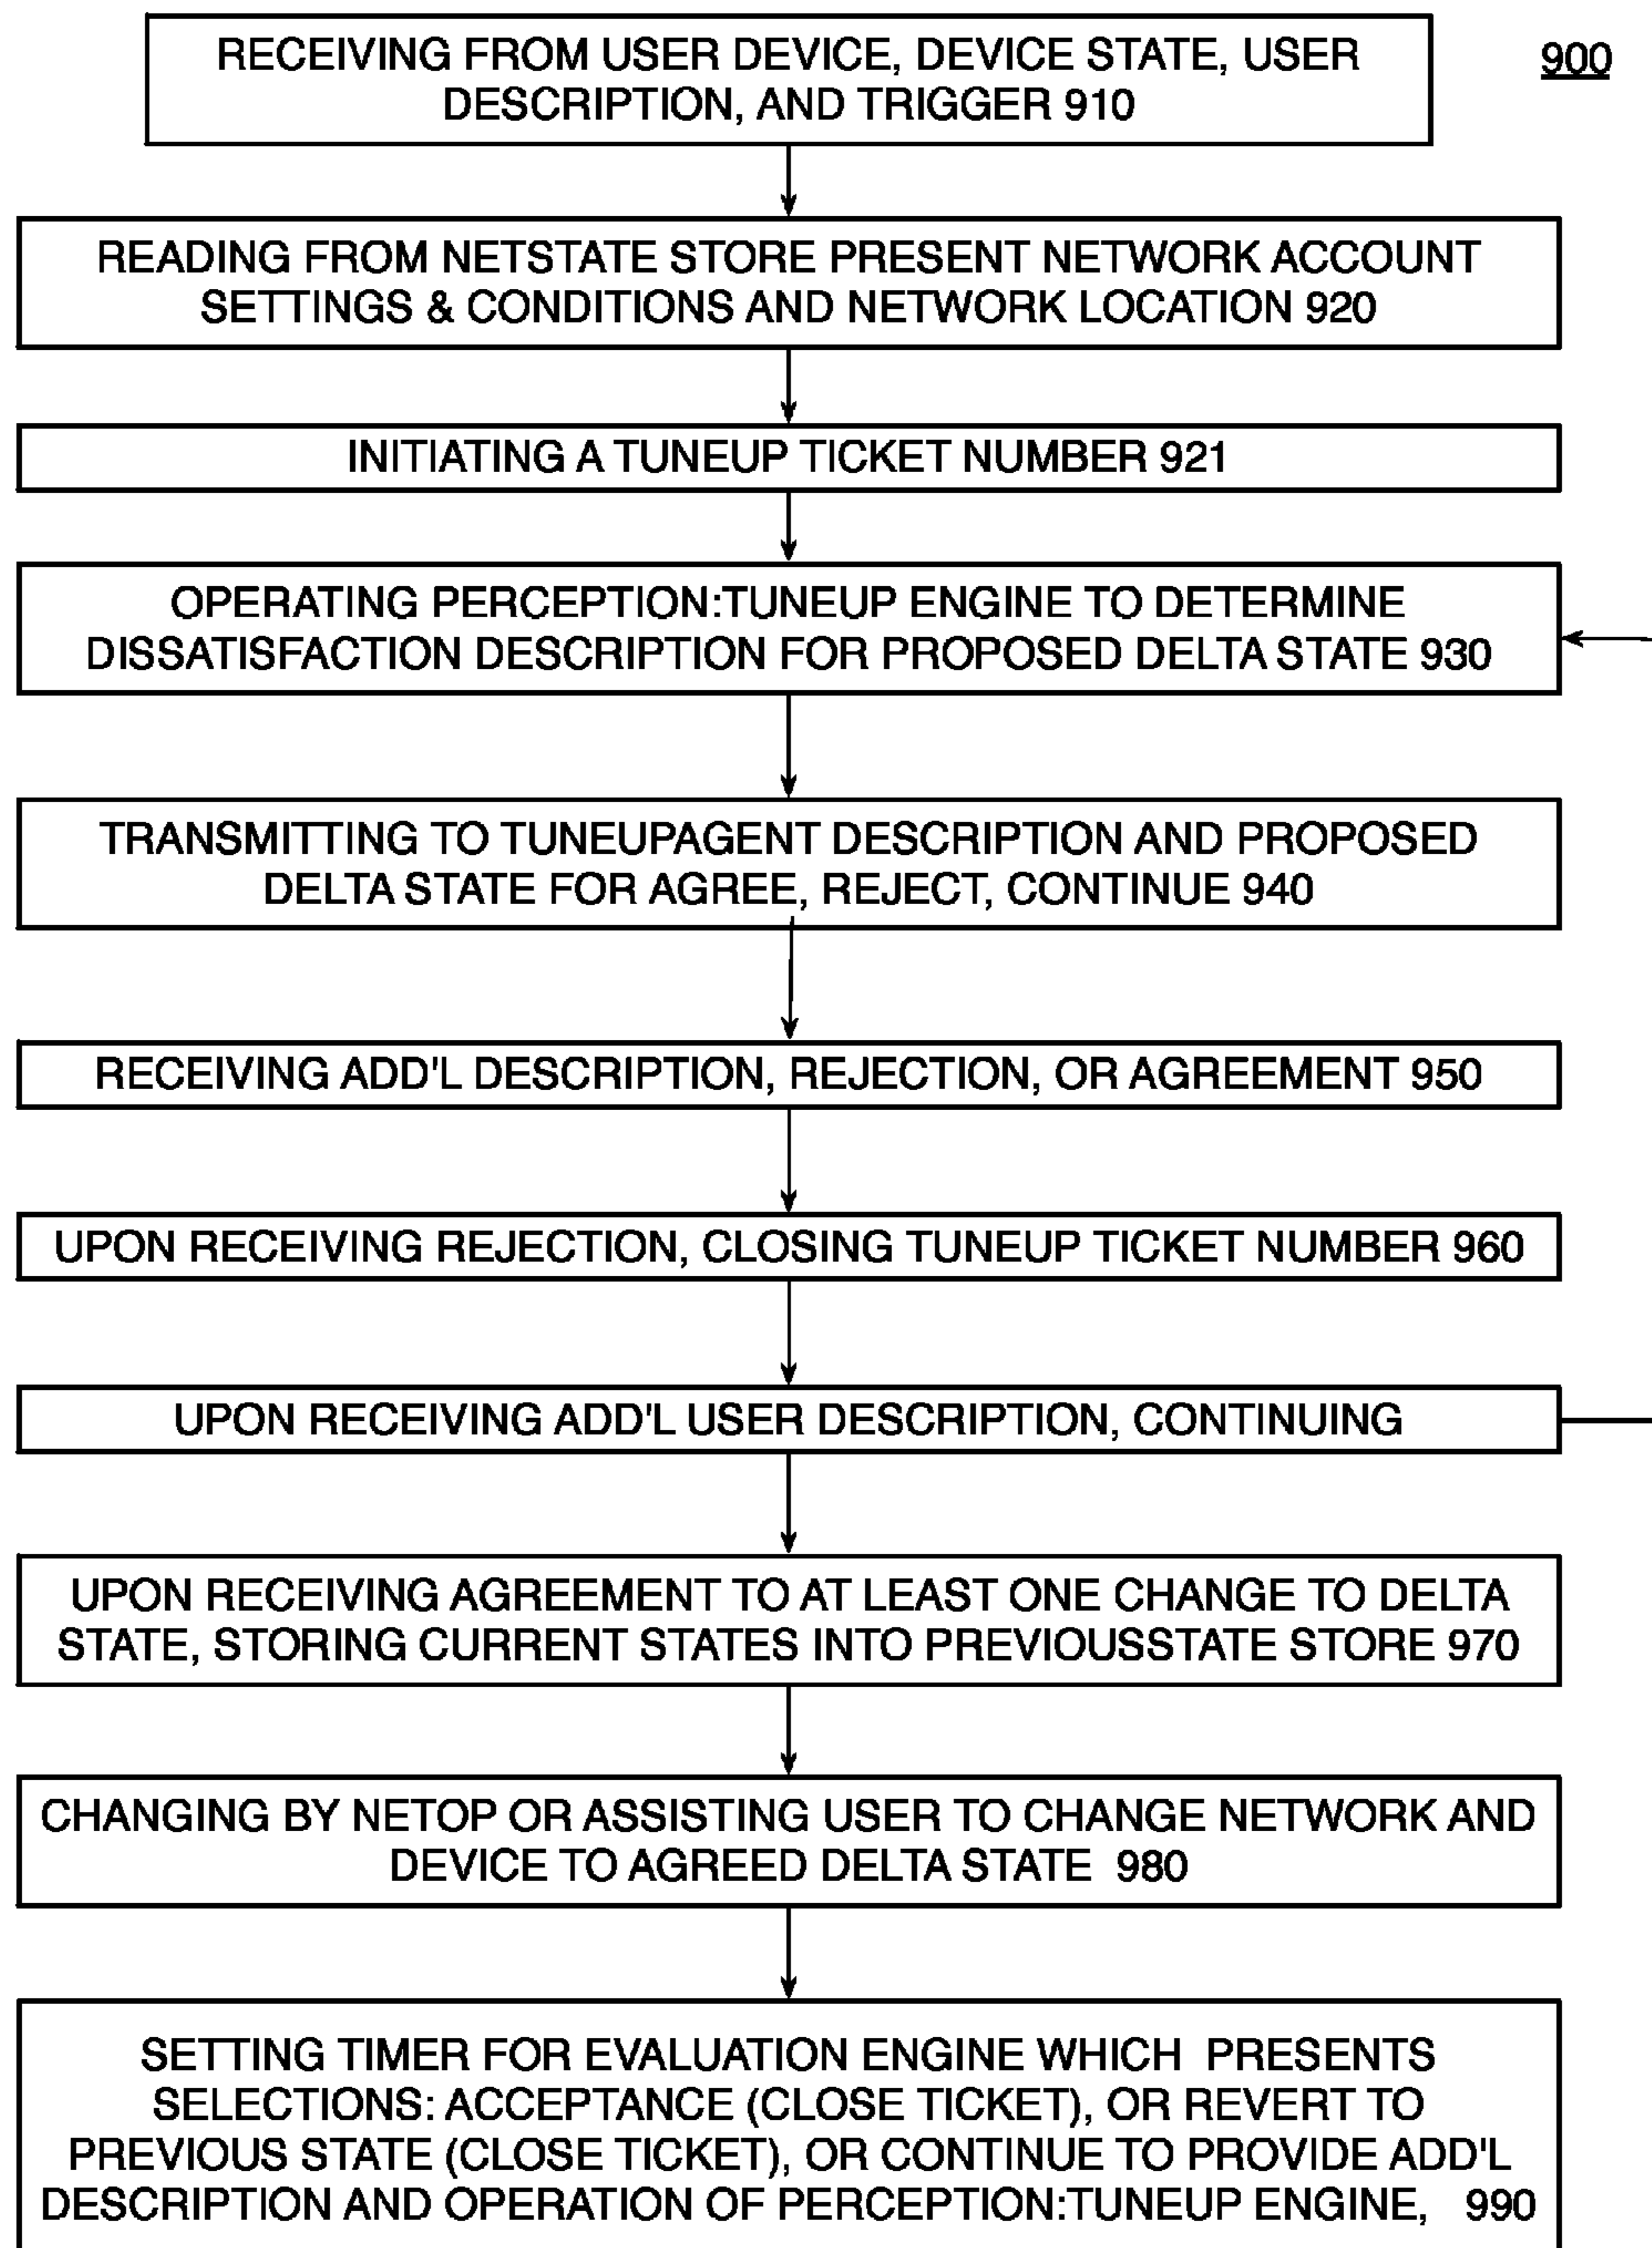 RECEIVING FROM USER DEVICE, DEVICE STATE, USER
DESCRIPTION, AND TRIGGER 910
900
READING FROM NETSTATE STORE PRESENT NETWORK ACCOUNT
SETTINGS & CONDITIONS AND NETWORK LOCATION 920
INITIATING A TUNEUP TICKET NUMBER 921
OPERATING PERCEPTION:TUNEUP ENGINE TO DETERMINE
DISSATISFACTION DESCRIPTION FOR PROPOSED DELTA STATE 930
TRANSMITTING TO TUNEUPAGENT DESCRIPTION AND PROPOSED
DELTA STATE FOR AGREE, REJECT, CONTINUE 940
RECEIVING ADD'L DESCRIPTION, REJECTION, OR AGREEMENT 950
UPON RECEIVING REJECTION, CLOSING TUNEUP TICKET NUMBER 960
UPON RECEIVING ADD'L USER DESCRIPTION, CONTINUING
UPON RECEIVING AGREEMENT TO AT LEAST ONE CHANGE TO DELTA
STATE, STORING CURRENT STATES INTO PREVIOUSSTATE STORE 970
CHANGING BY NETOP OR ASSISTING USER TO CHANGE NETWORK AND
DEVICE TO AGREED DELTA STATE 980
SETTING TIMER FOR EVALUATION ENGINE WHICH PRESENTS
SELECTIONS: ACCEPTANCE (CLOSE TICKET), OR REVERT TO
PREVIOUS STATE (CLOSE TICKET), OR CONTINUE TO PROVIDE ADD'L
DESCRIPTION AND OPERATION OF PERCEPTION:TUNEUP ENGINE, 990